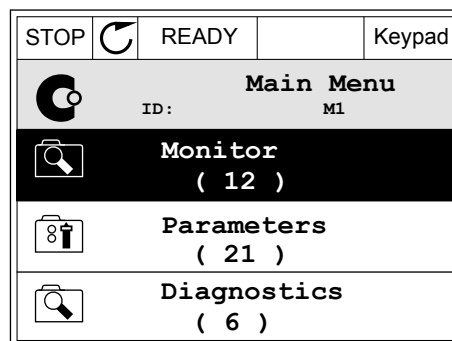 STOP READY Keypad
Main Menu
ID: M1
Monitor
( 12 )
Parameters
( 21 )
Diagnostics
( 6 )